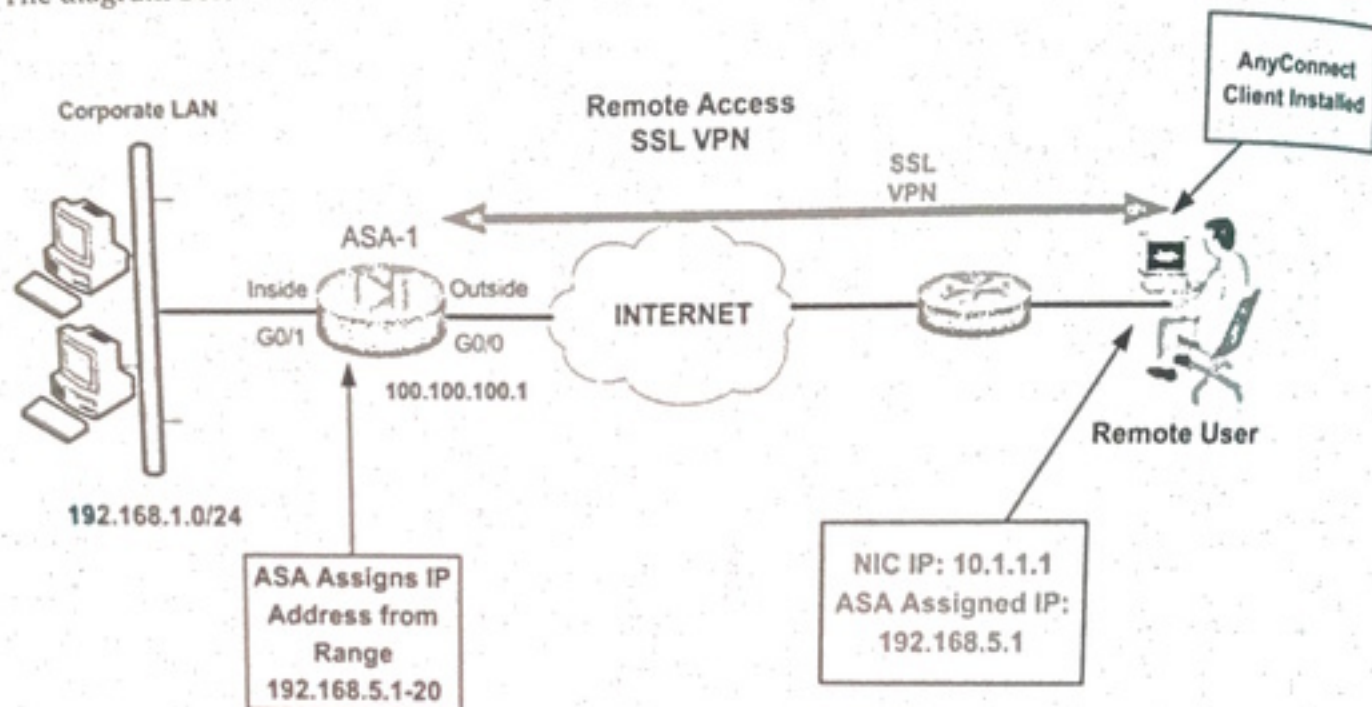 The diagram
AnyConnect
Client Installed
Corporate LAN
Remote Access
SSL VPN
SSL
VPN
ASA-1
Inside
Outside
INTERNET
G0/1
G0/0
100.100.100.1
Remote User
192.168.1.0/24
ASA Assigns IP
Address from
Range
192.168.5.1-20
NIC IP: 10.1.1.1
ASA Assigned IP:
192.168.5.1